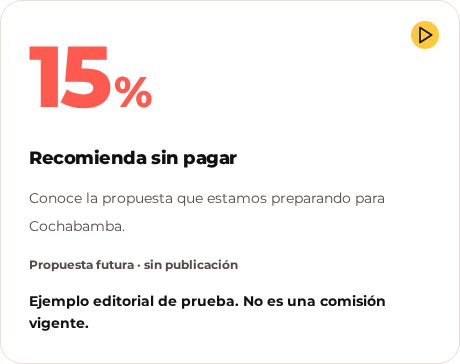 15%
Recomienda sin pagar
Conoce la propuesta que estamos preparando para
Cochabamba.
Propuesta futura · sin publicación
Ejemplo editorial de prueba. No es una comisión
vigente.